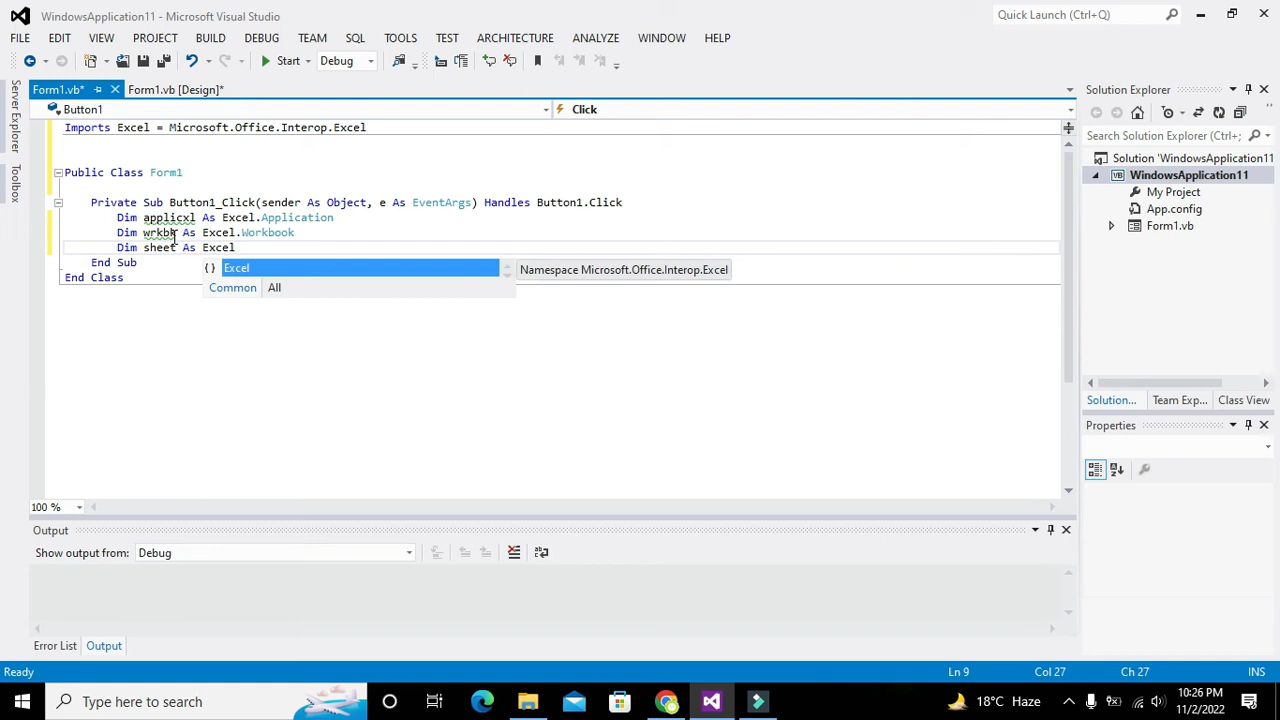 WindowsApplication11 - Microsoft Visual Studio
Quick Launch (Ctrl+Q)
FILE EDIT VIEW PROJECT BUILD DEBUG TEAM SQL TOOLS TEST ARCHITECTURE ANALYZE WINDOW HELP
Start Debug
Server Explorer
Toolbox
Form1.vb* Form1.vb [Design]*
Button1 Click
Imports Excel = Microsoft.Office.Interop.Excel
Public Class Form1
Private Sub Button1_Click(sender As Object, e As EventArgs) Handles Button1.Click
Dim applicxl As Excel.Application
Dim wrkbk As Excel.Workbook
Dim sheet As Excel
End Sub
End Class
{} Excel
Namespace Microsoft.Office.Interop.Excel
Common All
100 %
Solution Explorer
Search Solution Explorer (Ctrl+;
Solution 'WindowsApplication11
VB WindowsApplication11
My Project
App.config
Form1.vb
Solution... Team Exp... Class View
Properties
Output
Show output from: Debug
Error List Output
Ready Ln 9 Col 27 Ch 27 INS
Type here to search
18°C Haze
10:26 PM
11/2/2022